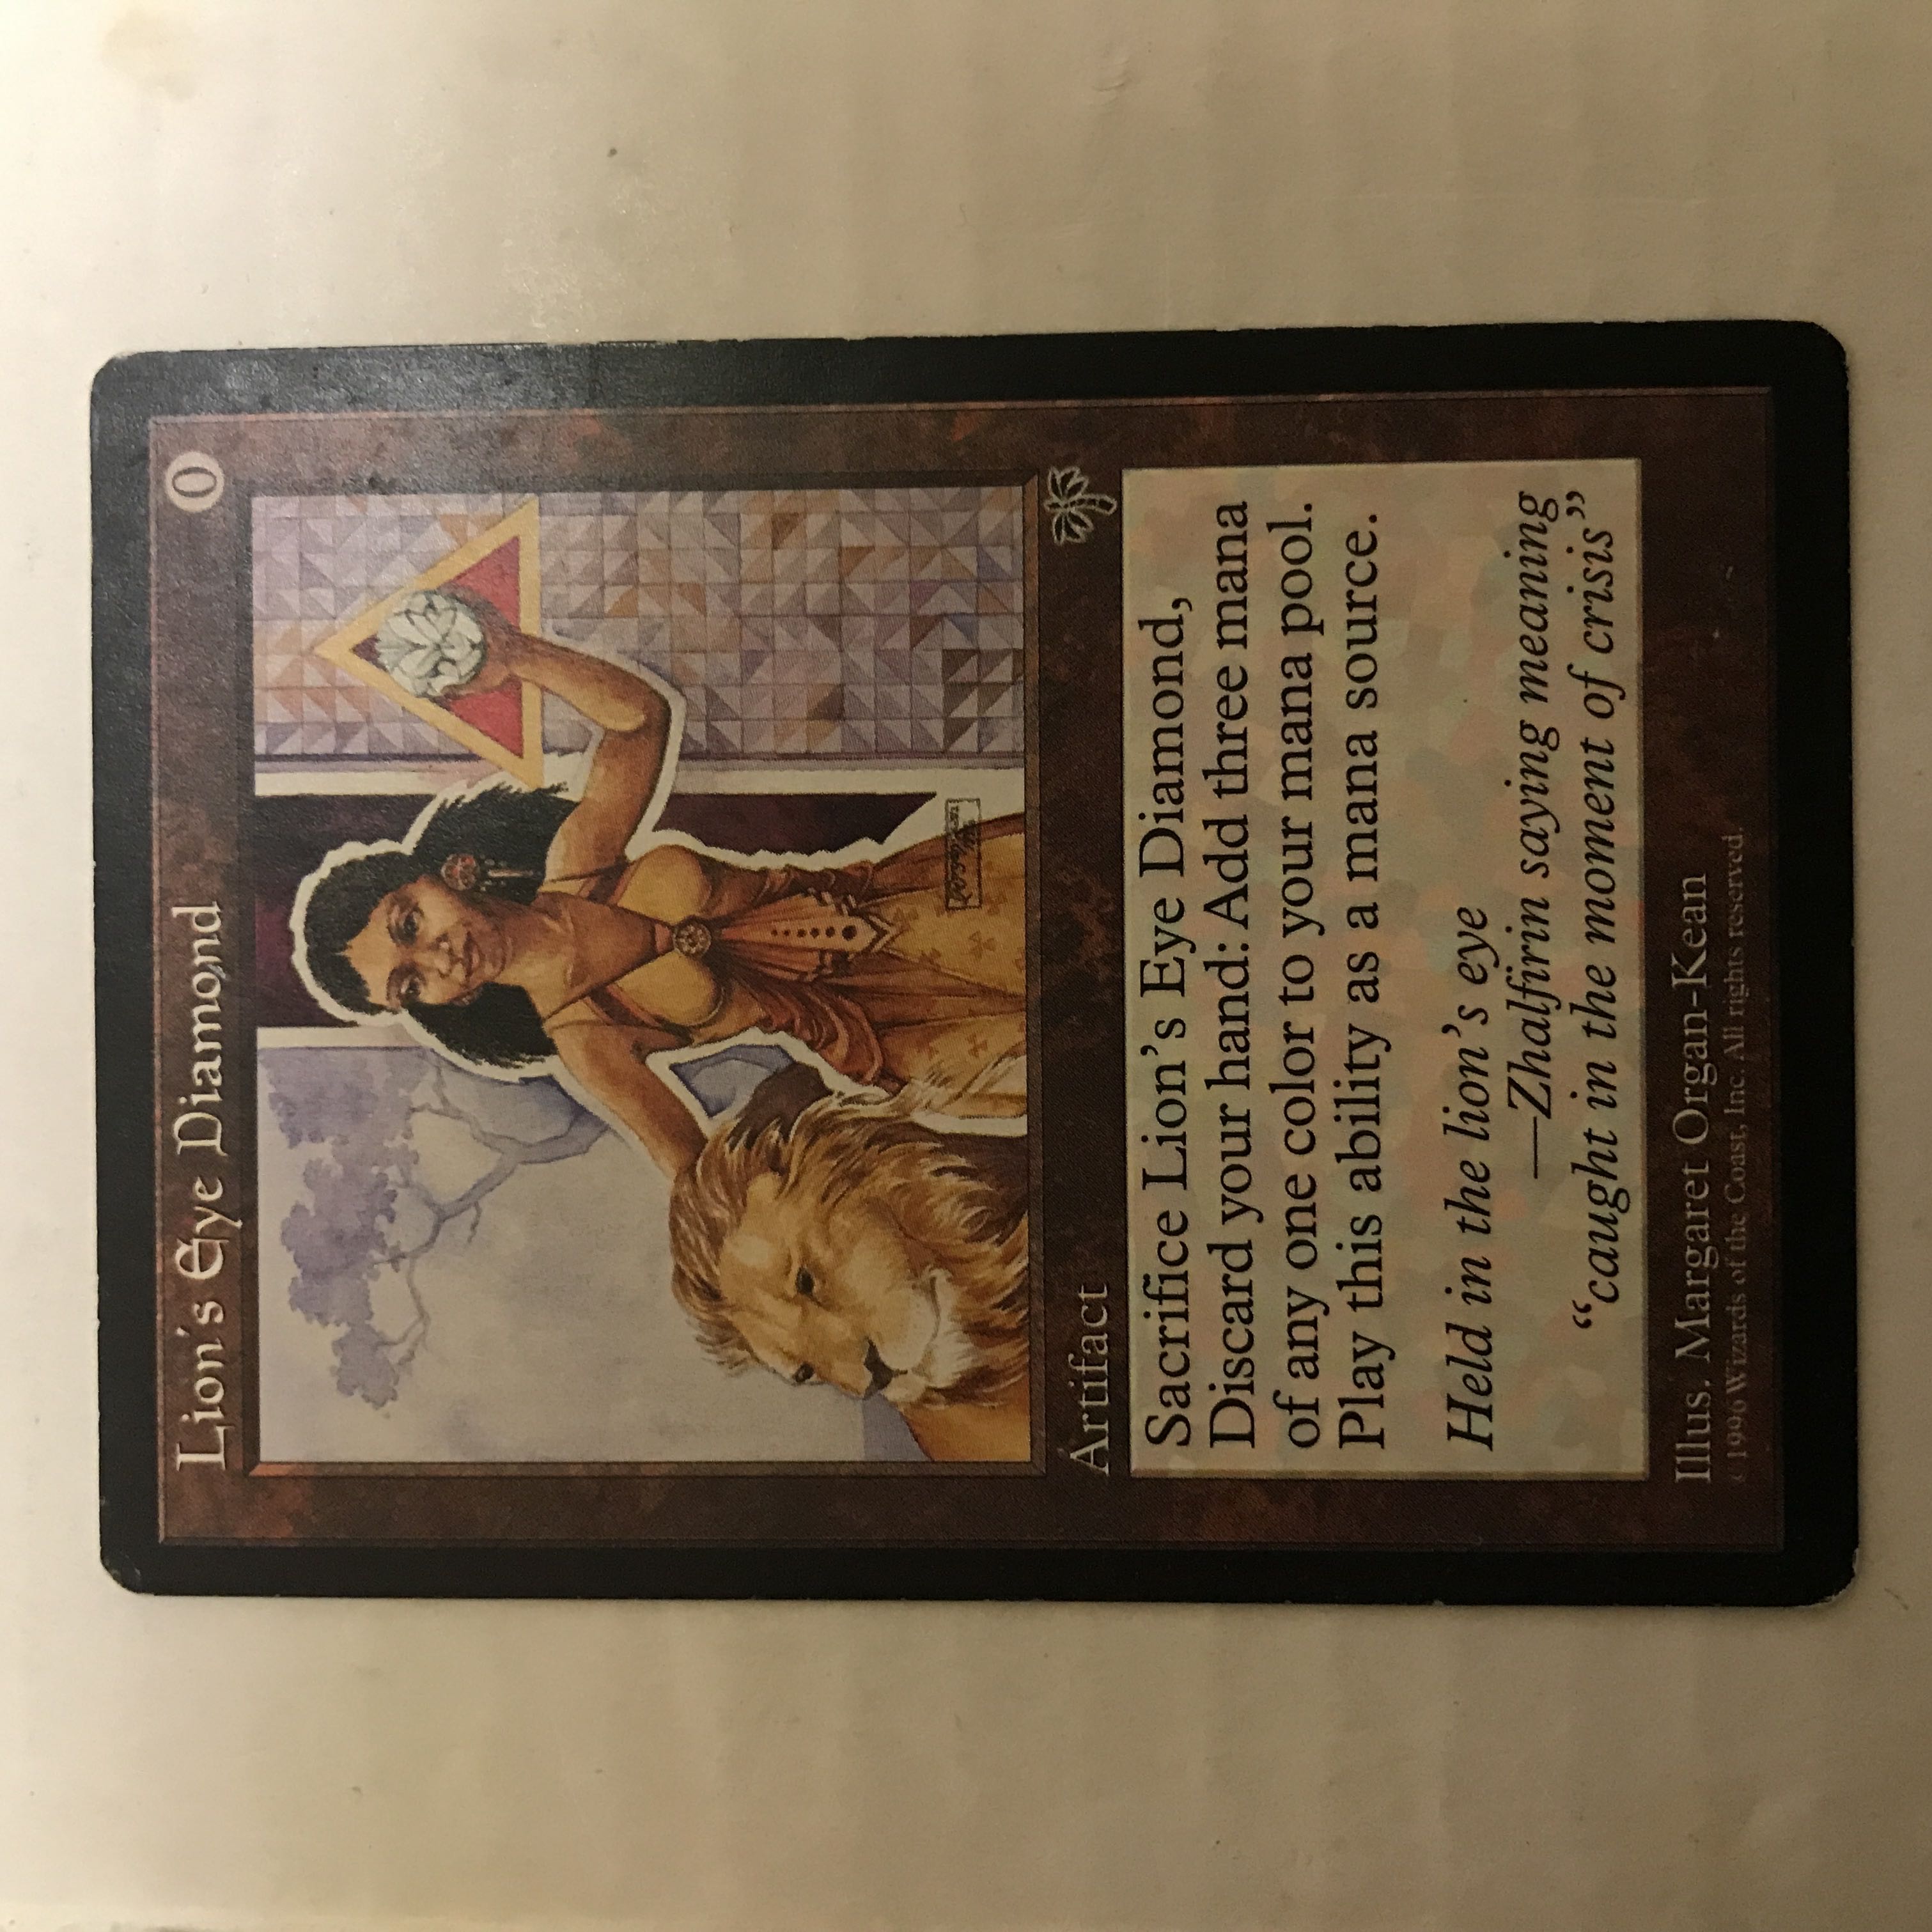 Lion's Eye Diamond
0
Artifact
Sacrifice Lion's Eye Diamond,
Discard your hand: Add three mana
of any one color to your mana pool.
Play this ability as a mana source.
Held in the lion's eye
—Zhalfirin saying meaning
“caught in the moment of crisis”
Illus. Margaret Organ-Kean
©1996 Wizards of the Coast, Inc. All rights reserved.